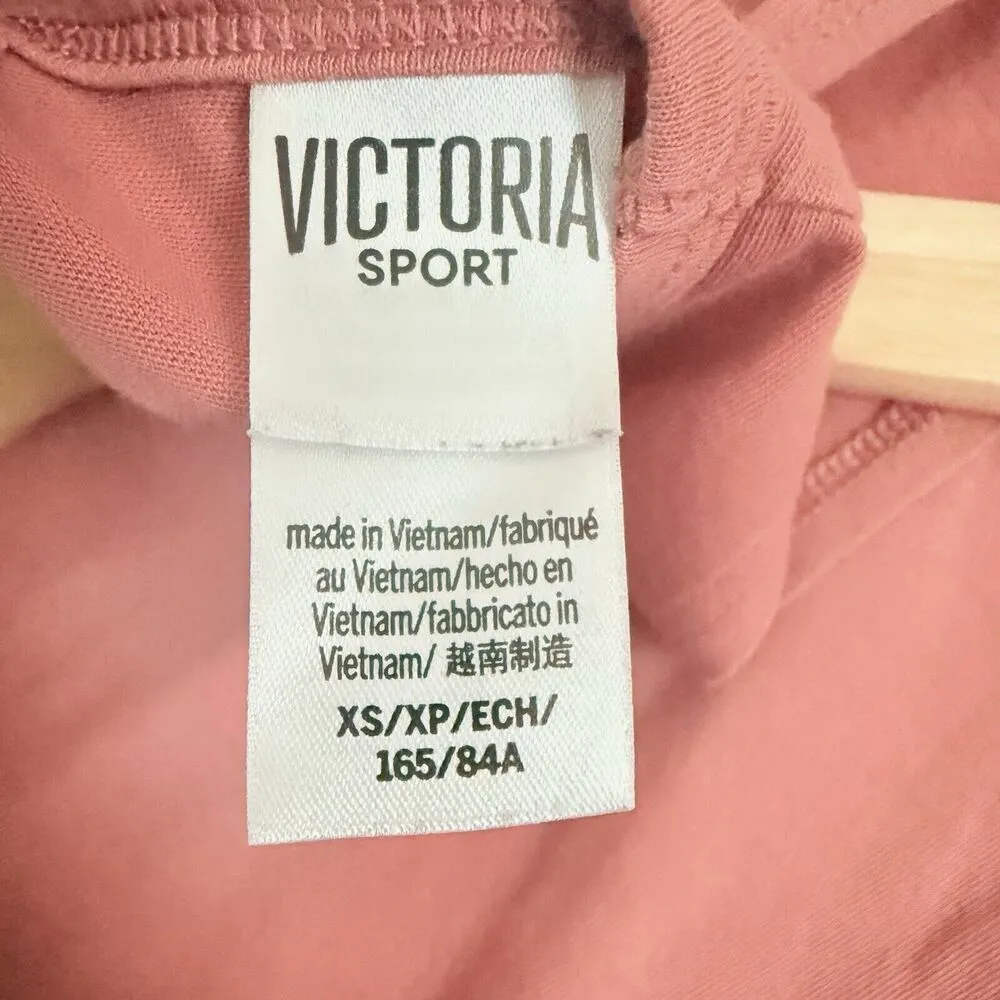 VICTORIA
SPORT
made in Vietnam/fabriqué
au Vietnam/hecho en
Vietnam/fabbricato in
Vietnam/ 越南制造
XS/XP/ECH/
165/84A